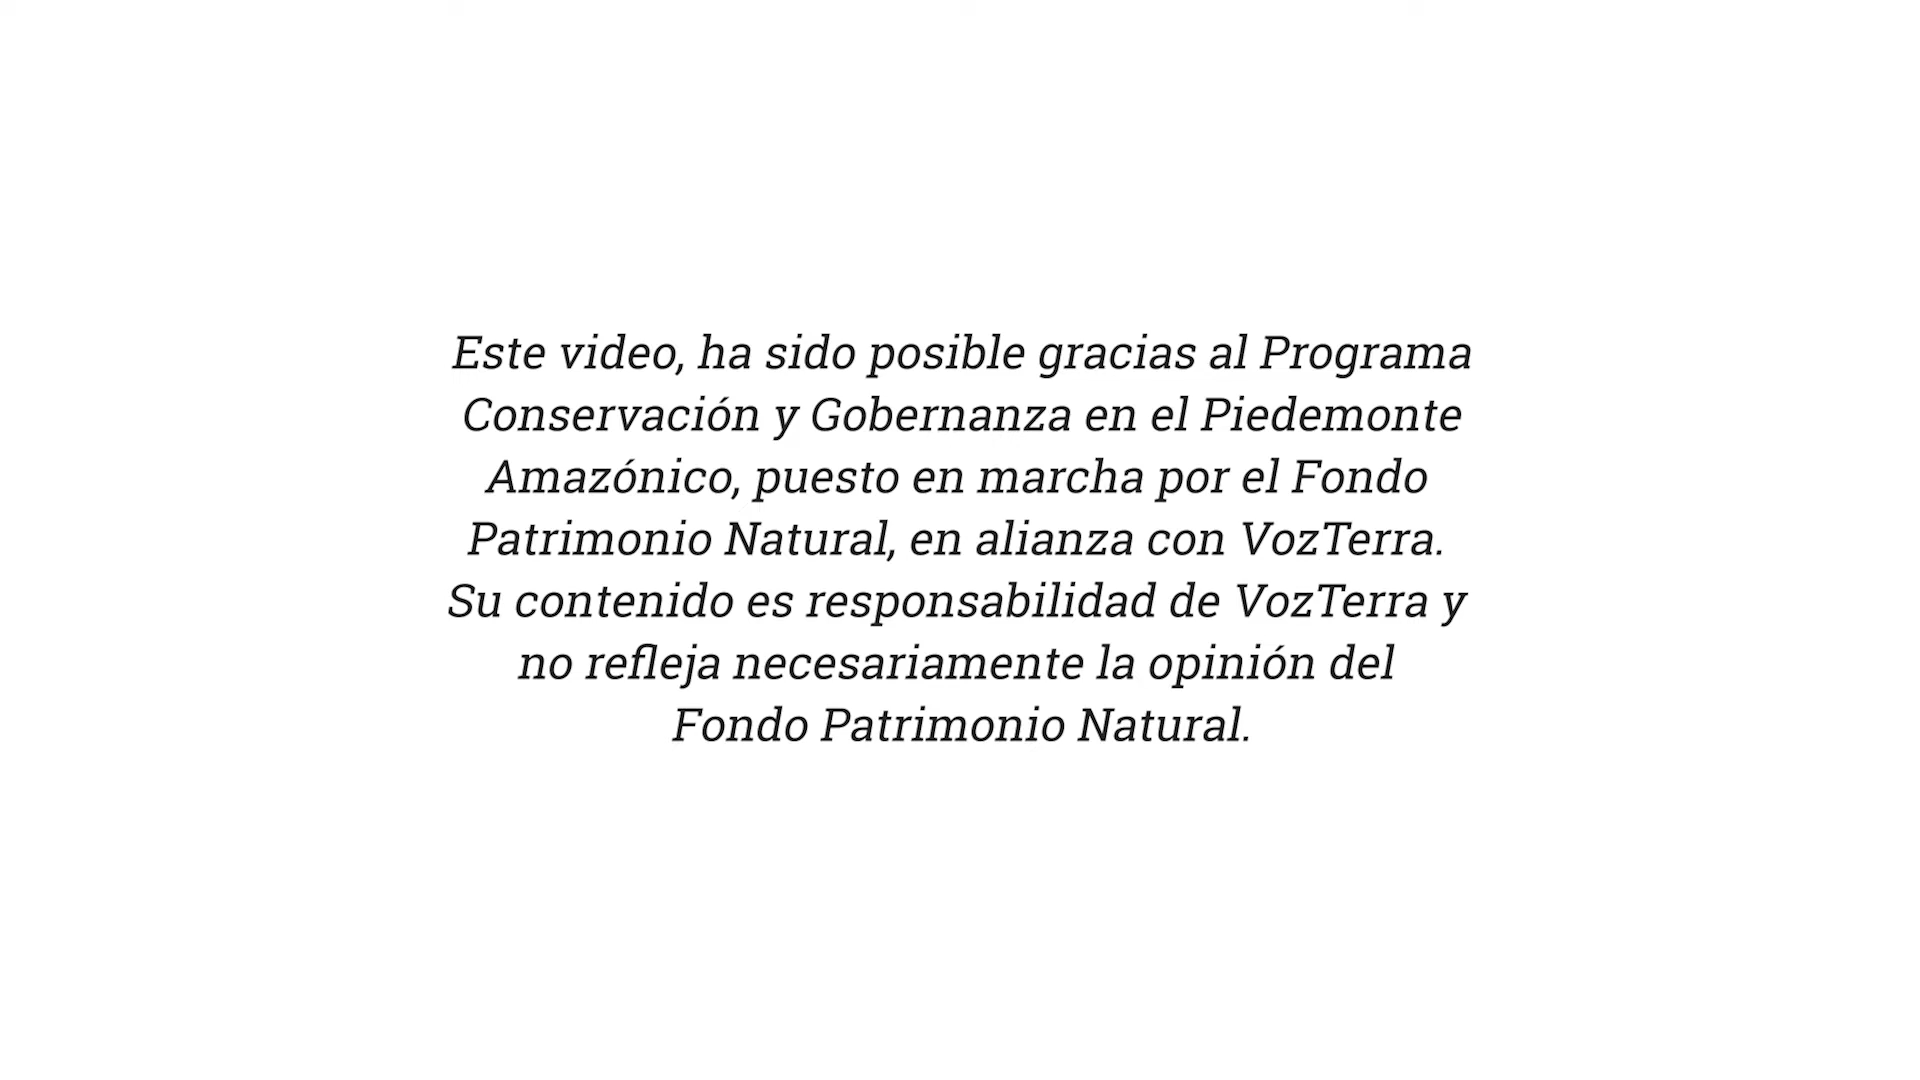 Este video, ha sido posible gracias al Programa
Conservación y Gobernanza en el Piedemonte
Amazónico, puesto en marcha por el Fondo
Patrimonio Natural, en alianza con VozTerra.
Su contenido es responsabilidad de VozTerra y
no refleja necesariamente la opinión del
Fondo Patrimonio Natural.